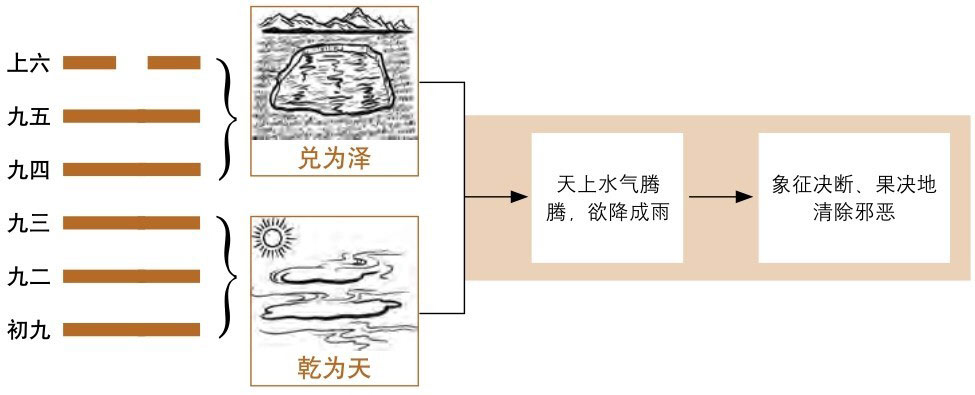 上六
九五
九四
九三
九二
初九
兑为泽
乾为天
天上水气腾
腾，欲降成雨
象征决断、果决地
清除邪恶